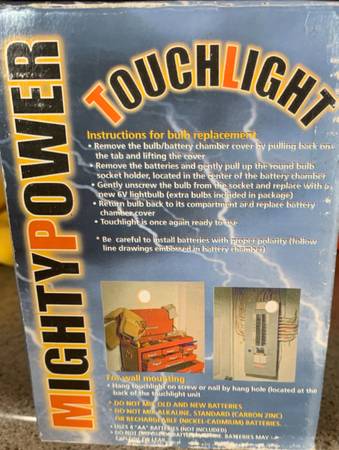 MIGHTYPOWER
TOUCHLIGHT
Instructions for bulb replacement
• Remove the bulb/battery chamber cover by pulling back on
the tab and lifting the cover
• Remove the batteries and gently pull up the round bulb
socket holder, located in the center of the battery chamber
• Gently unscrew the bulb from the socket and replace with a
new 6V lightbulb (extra bulbs included in package)
• Return bulb back to its compartment and replace battery
chamber cover
• Touchlight is once again ready to use
• Be careful to install batteries with proper polarity (follow
line drawings embossed in battery chamber)
For wall mounting
• Hang touchlight on screw or nail by hang hole (located at the
back of the touchlight unit
• DO NOT MIX OLD AND NEW BATTERIES
• DO NOT MIX ALKALINE, STANDARD (CARBON ZINC)
OR RECHARGEABLE (NICKEL-CADMIUM) BATTERIES.
• USES 4 "AA" BATTERIES (NOT INCLUDED)
• DO NOT BATTERIES MAY
EXPLODE OR LEAK